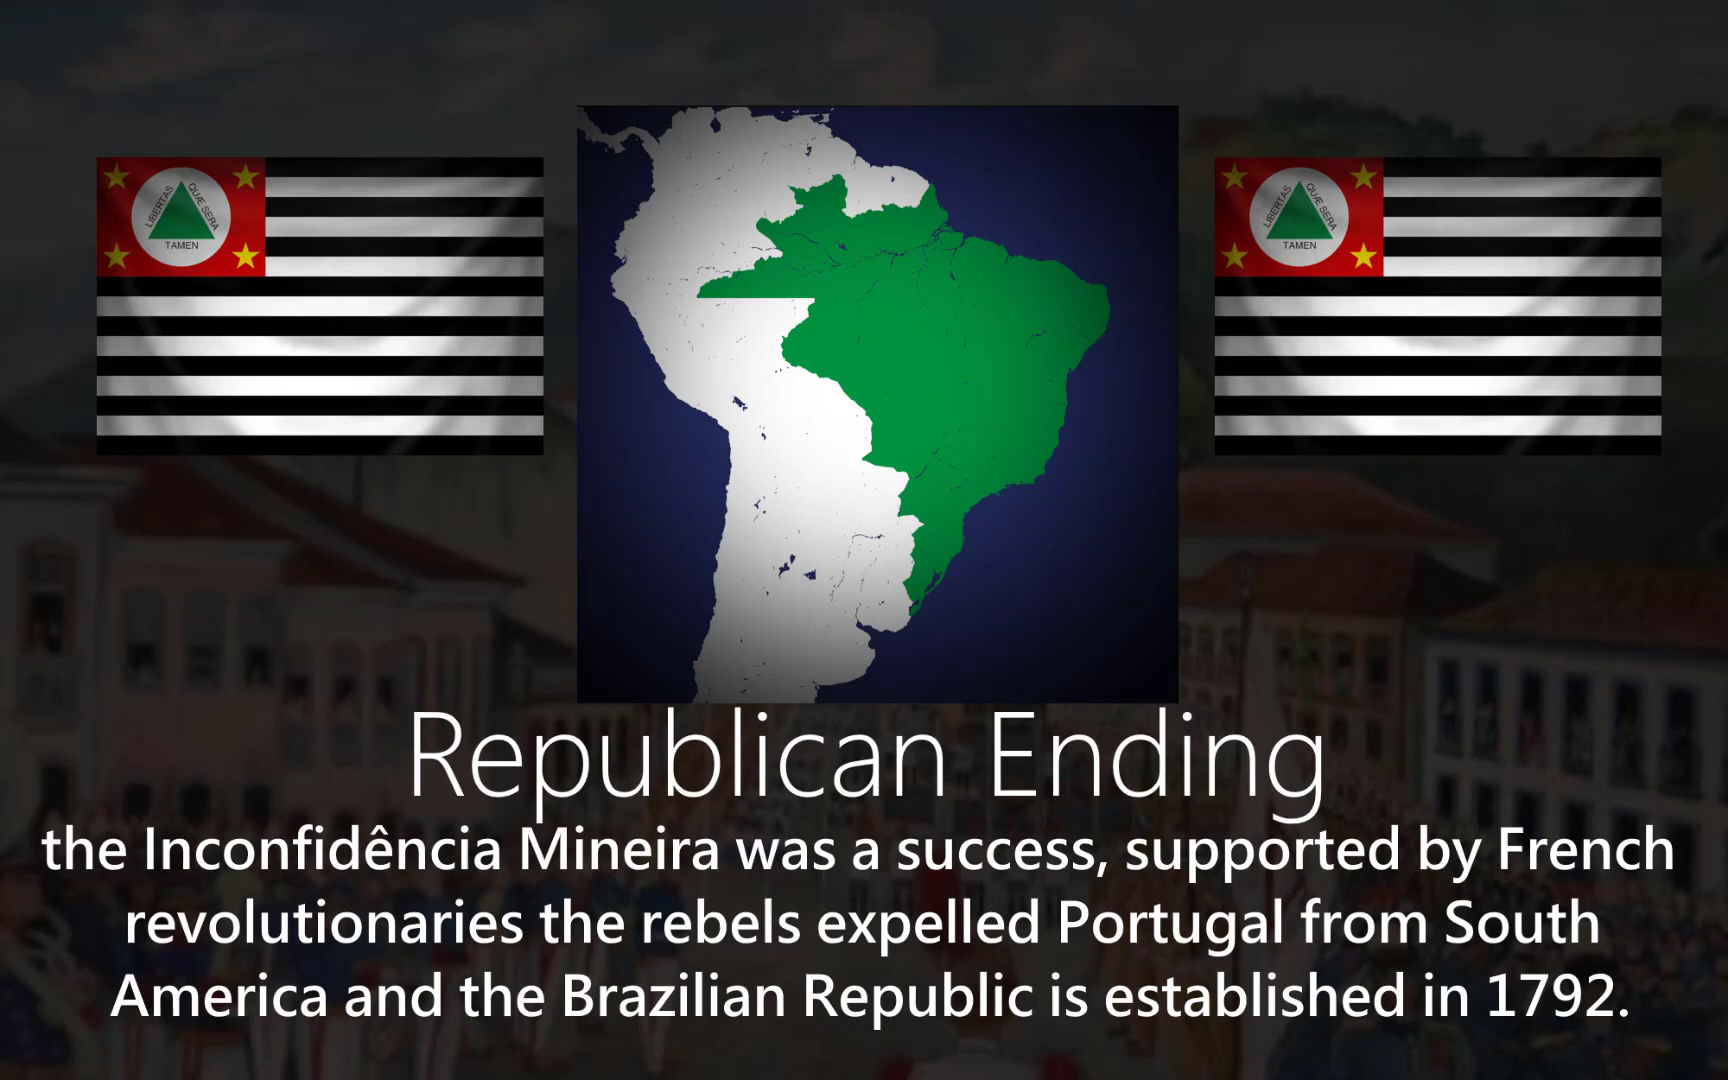 LIBERTAS QUÆ SERA
TAMEN
LIBERTAS QUÆ SERA
TAMEN
Republican Ending
the Inconfidência Mineira was a success, supported by French
revolutionaries the rebels expelled Portugal from South
America and the Brazilian Republic is established in 1792.